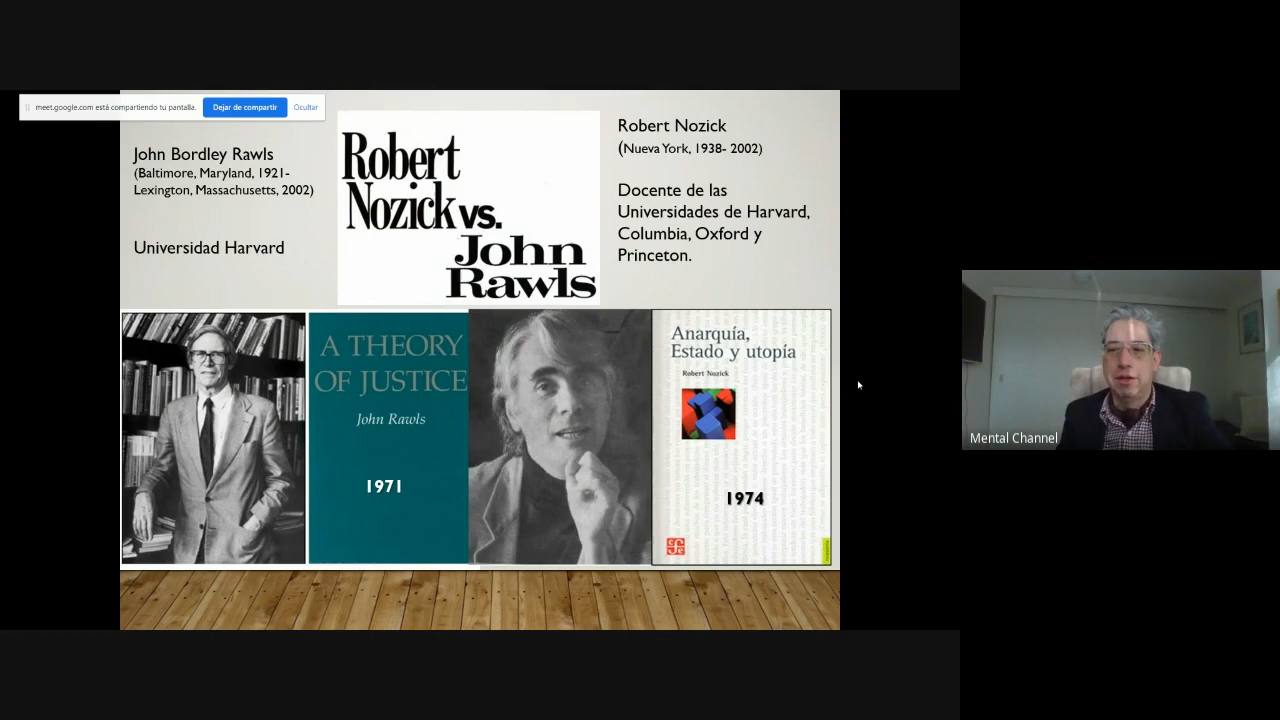 meet.google.com está compartiendo tu pantalla.
Dejar de compartir
Ocultar
John Bordley Rawls
(Baltimore, Maryland, 1921-
Lexington, Massachusetts, 2002)
Universidad Harvard
Robert
Nozick vs.
John
Rawls
Robert Nozick
(Nueva York, 1938- 2002)
Docente de las
Universidades de Harvard,
Columbia, Oxford y
Princeton.
A THEORY
OF JUSTICE
John Rawls
1971
Anarquía,
Estado y utopía
Robert Nozick
1974
Mental Channel